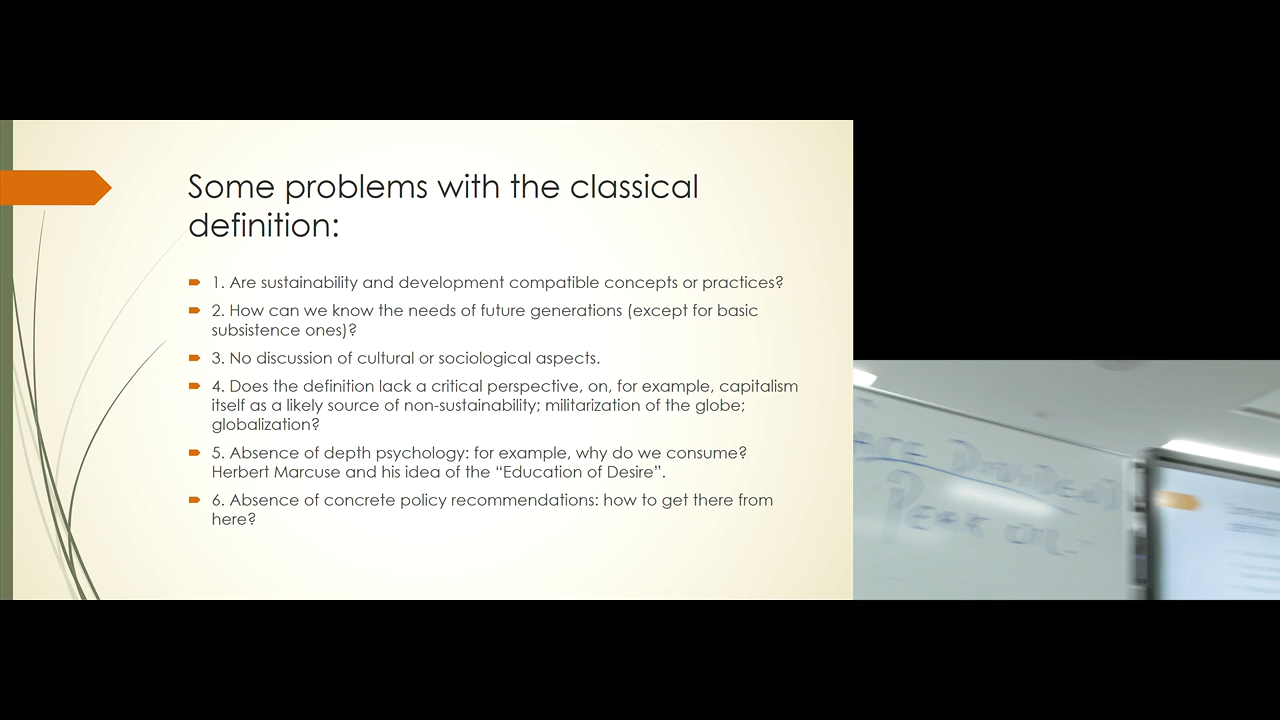 Some problems with the classical
definition:
1. Are sustainability and development compatible concepts or practices?
2. How can we know the needs of future generations (except for basic
subsistence ones)?
3. No discussion of cultural or sociological aspects.
4. Does the definition lack a critical perspective, on, for example, capitalism
itself as a likely source of non-sustainability; militarization of the globe;
globalization?
5. Absence of depth psychology: for example, why do we consume?
Herbert Marcuse and his idea of the “Education of Desire”.
6. Absence of concrete policy recommendations: how to get there from
here?